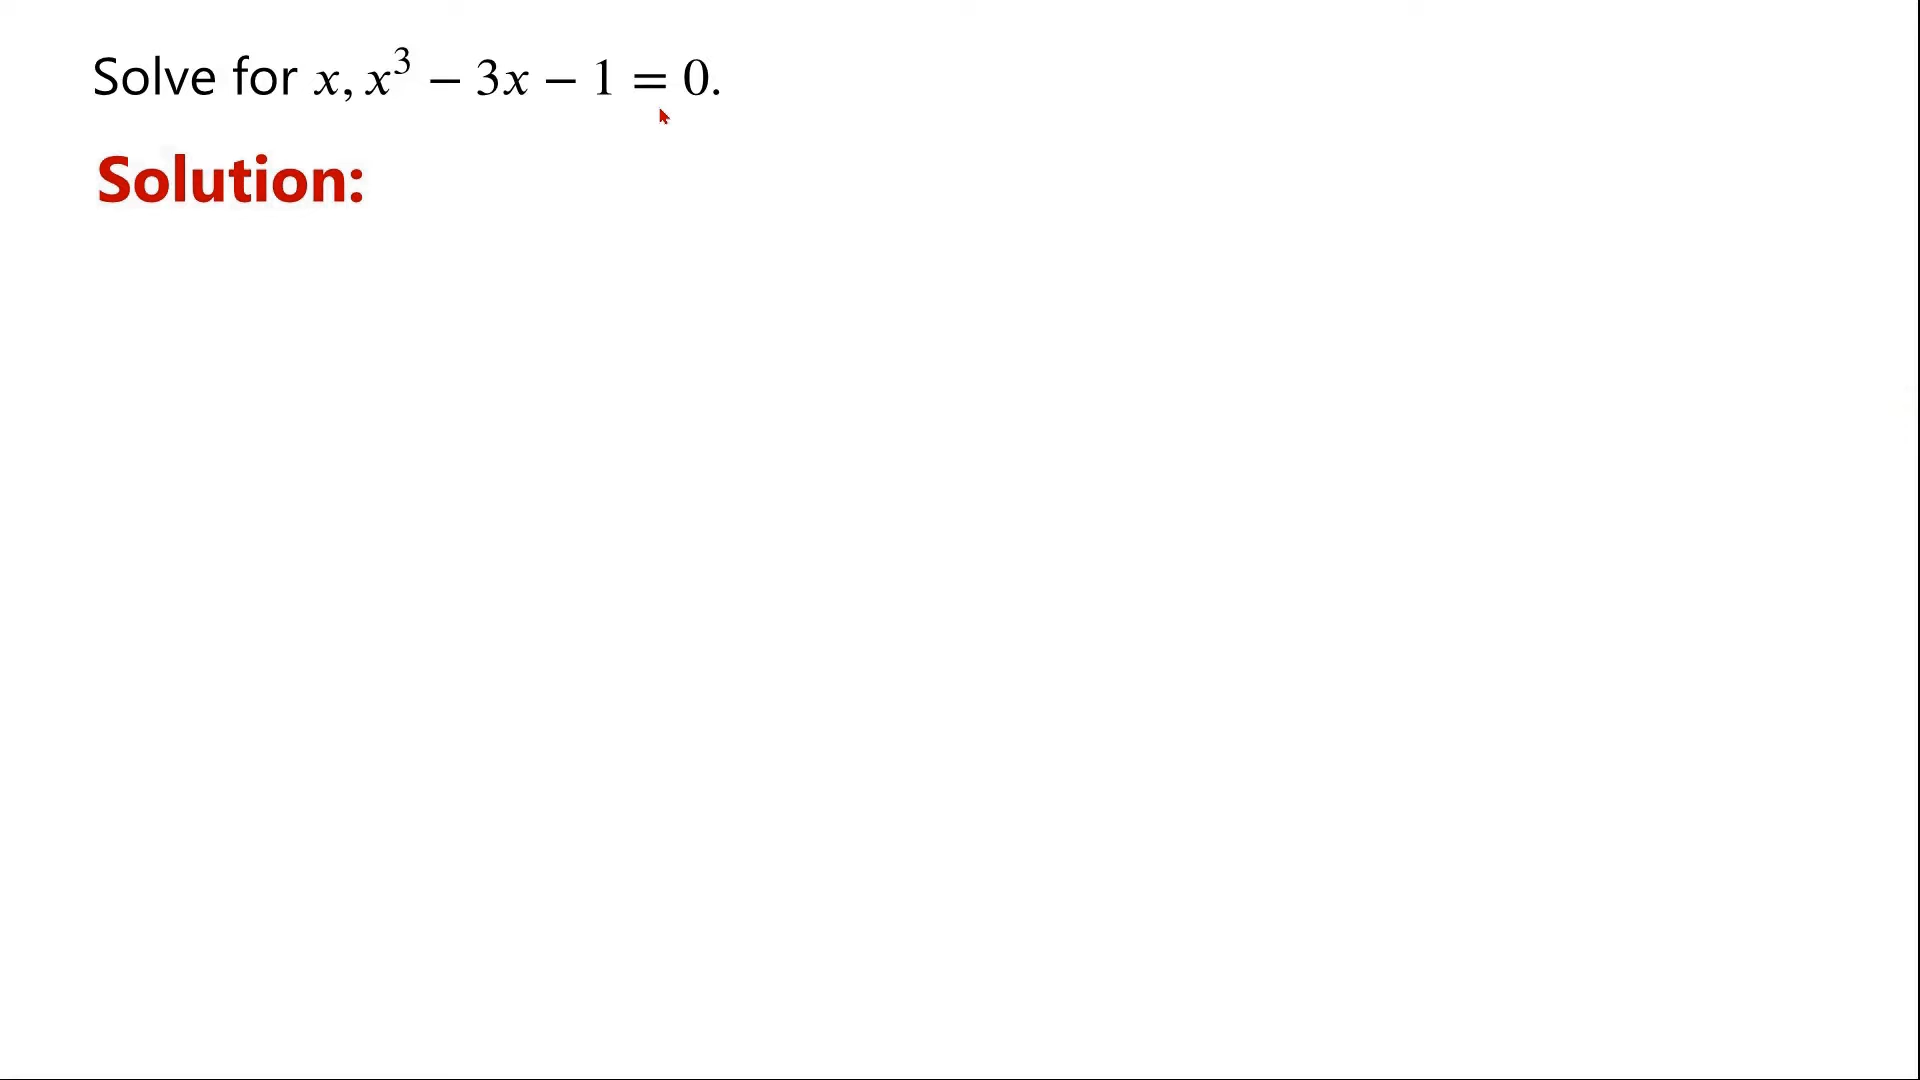 Solve for x, x³ − 3x − 1 = 0.
Solution: